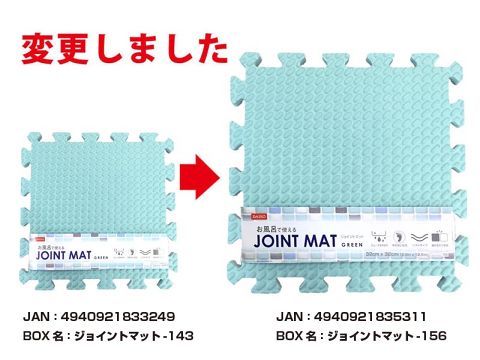 変更しました
DAISO
お風呂で使える
JOINT MAT
GREEN
JAN：4940921833249
BOX名：ジョイントマット-143
DAISO
お風呂で使える
JOINT MAT
GREEN
JAN：4940921835311
BOX名：ジョイントマット-156